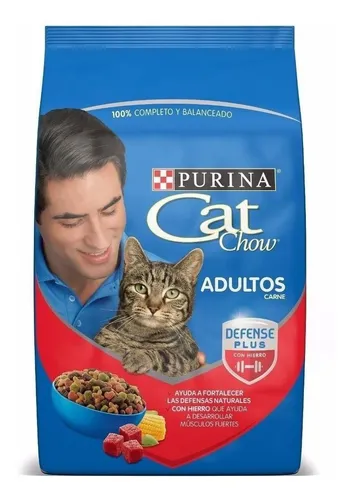 100% COMPLETO Y BALANCEADO
PURINA
Cat
Chow®
ADULTOS
CARNE
DEFENSE
PLUS
CON HIERRO
AYUDA A FORTALECER
LAS DEFENSAS NATURALES
CON HIERRO QUE AYUDA
A DESARROLLAR
MÚSCULOS FUERTES